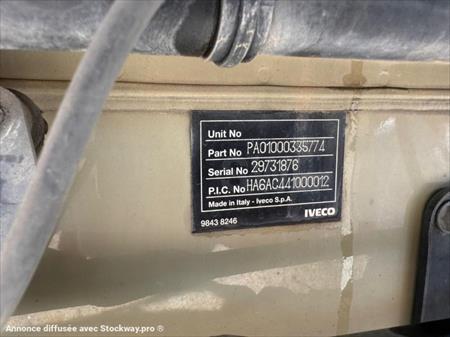 Unit No
Part No PA01000335774
Serial No 29731876
P.I.C. No HA6AC441000012
Made in Italy - Iveco S.p.A.
9843 8246 IVECO
Annonce diffusée avec Stockway.pro ®